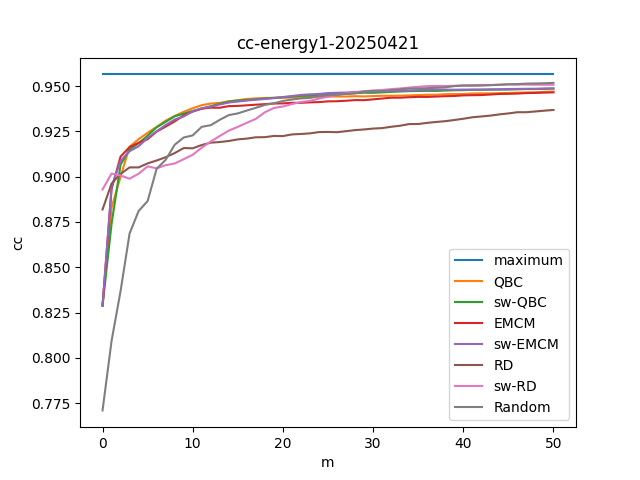 cc-energy1-20250421
0.950
0.925
0.900
0.875
0.850
0.825
0.800
0.775
cc
0 10 20 30 40 50
m
maximum
QBC
sw-QBC
EMCM
sw-EMCM
RD
sw-RD
Random